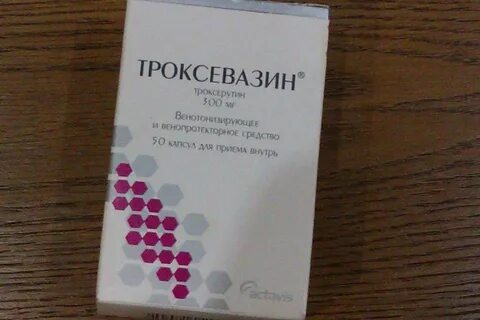 ТРОКСЕВАЗИН®
троксерутин
300 мг
Венотонизирующее
и венопротекторное средство
50 капсул для приема внутрь
actavis